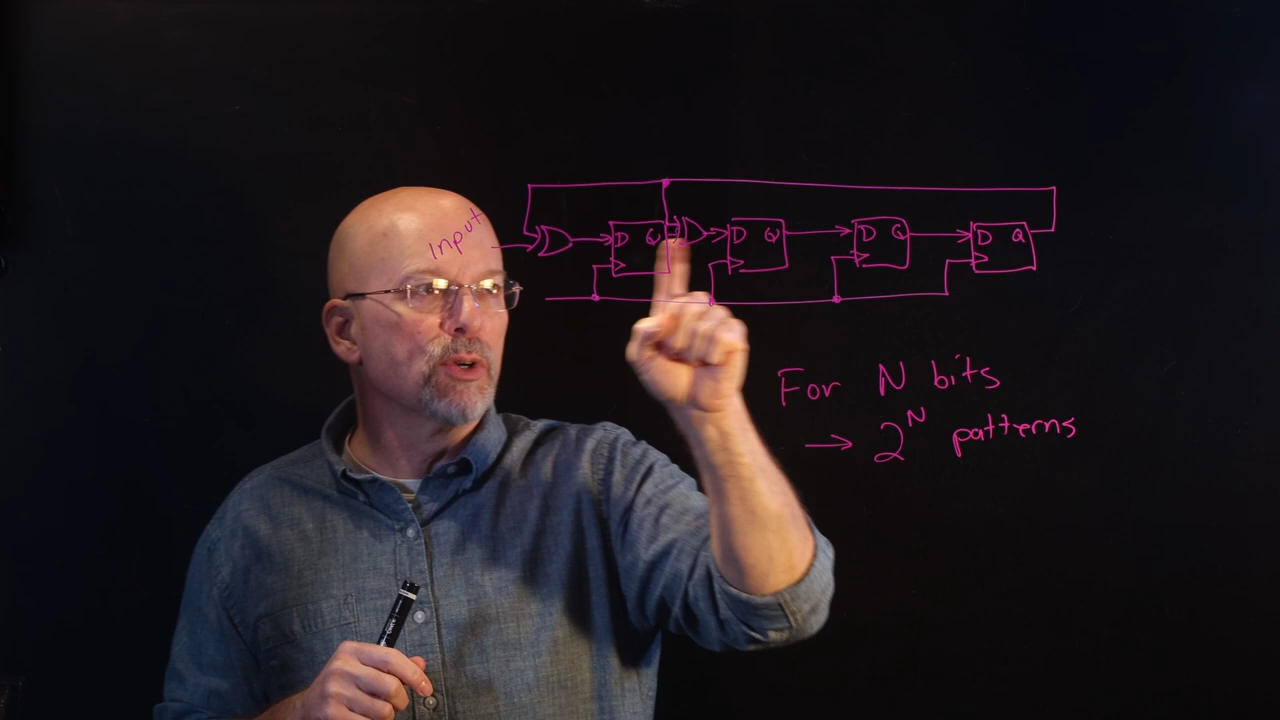 Input
D Q D Q D Q D Q
For N bits
→ 2^N patterns